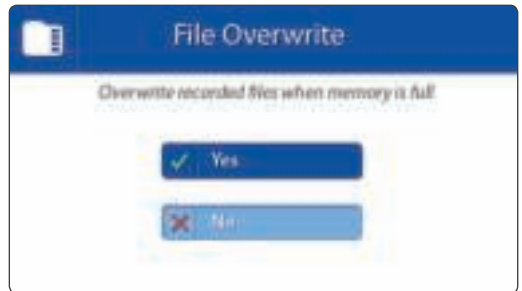 File Overwrite
Overwrite recorded files when memory is full
Yes
No